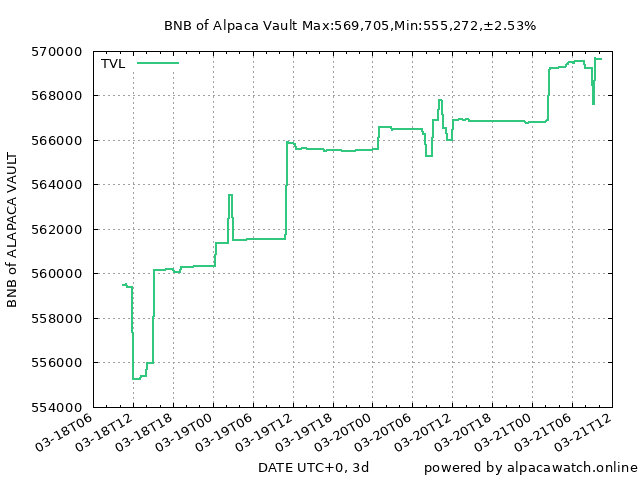 BNB of Alpaca Vault Max:569,705,Min:555,272,±2.53%
570000
TVL
568000
566000
564000
562000
560000
558000
556000
554000
BNB of ALAPACA VAULT
03-18T06
03-18T12
03-18T18
03-19T00
03-19T06
03-19T12
03-19T18
03-20T00
03-20T06
03-20T12
03-20T18
03-21T00
03-21T06
03-21T12
DATE UTC+0, 3d
powered by alpacawatch.online